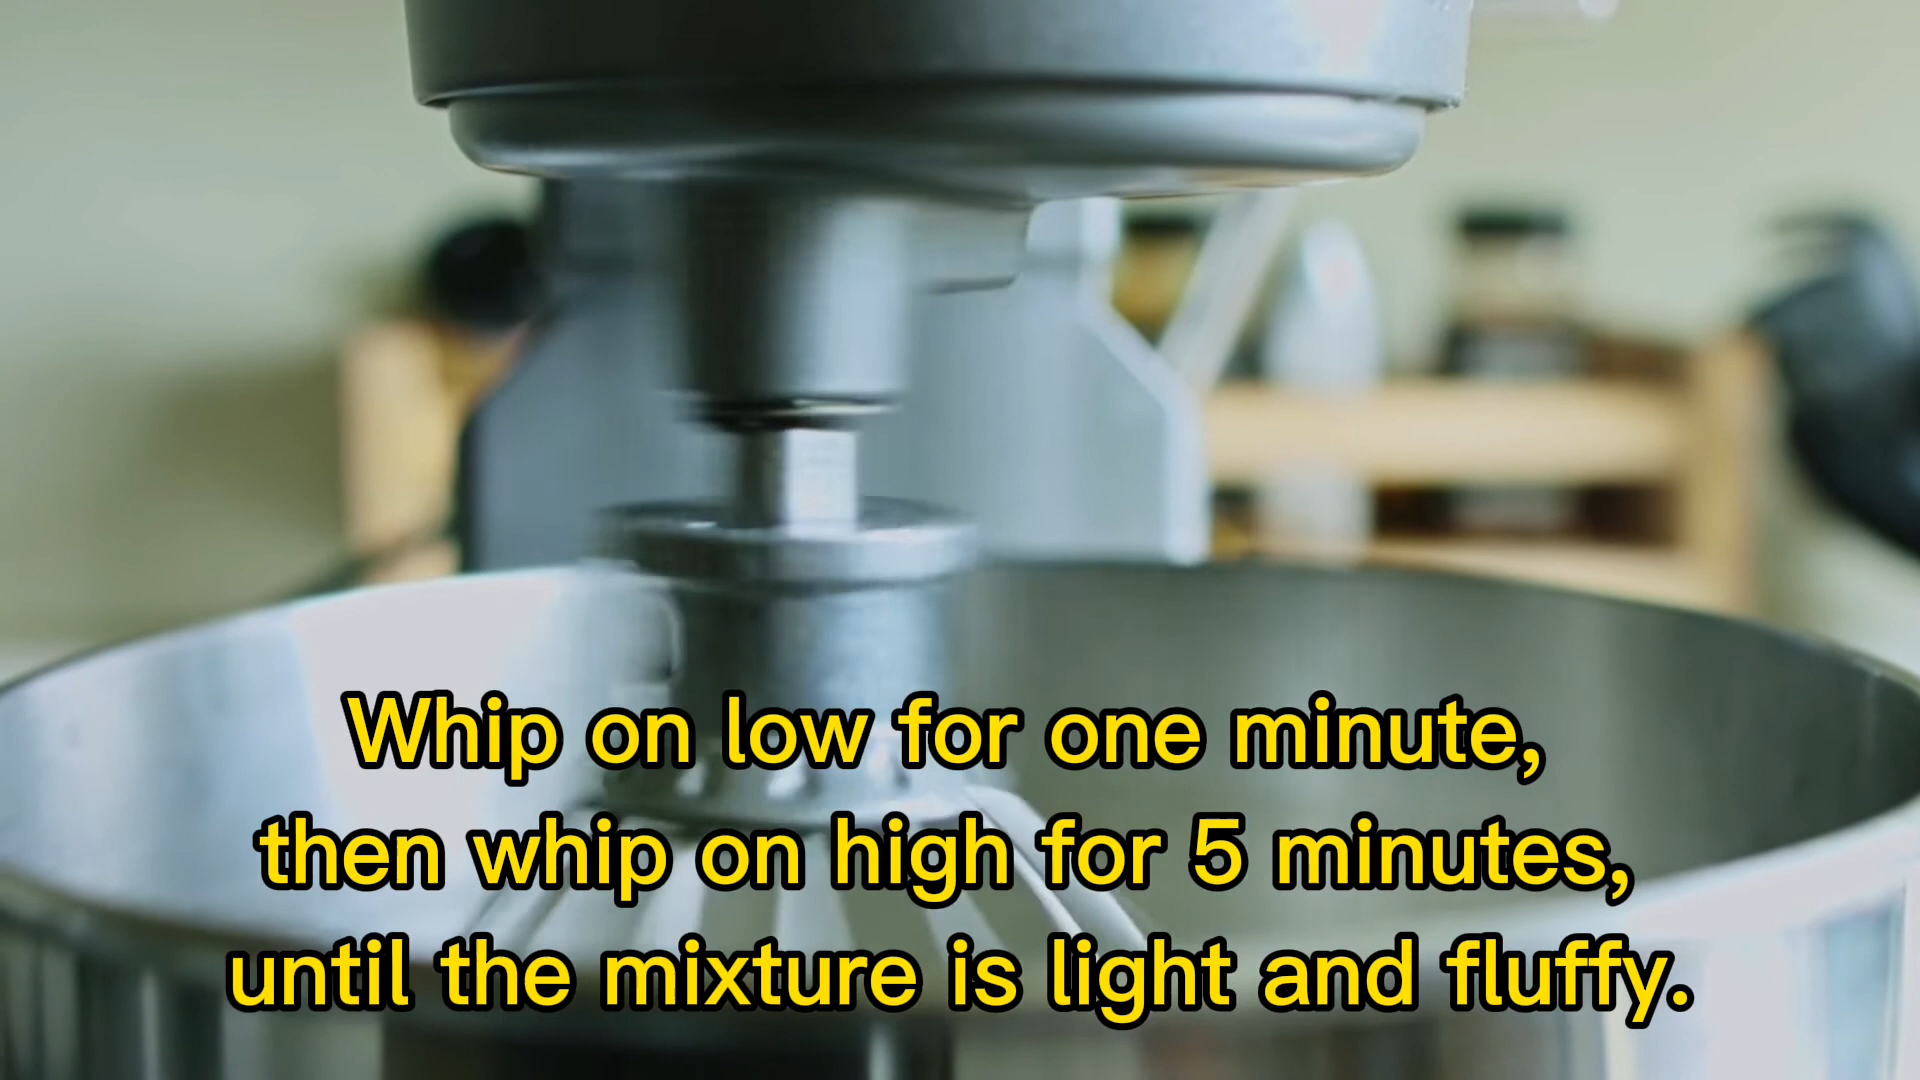 Whip on low for one minute,
then whip on high for 5 minutes,
until the mixture is light and fluffy.